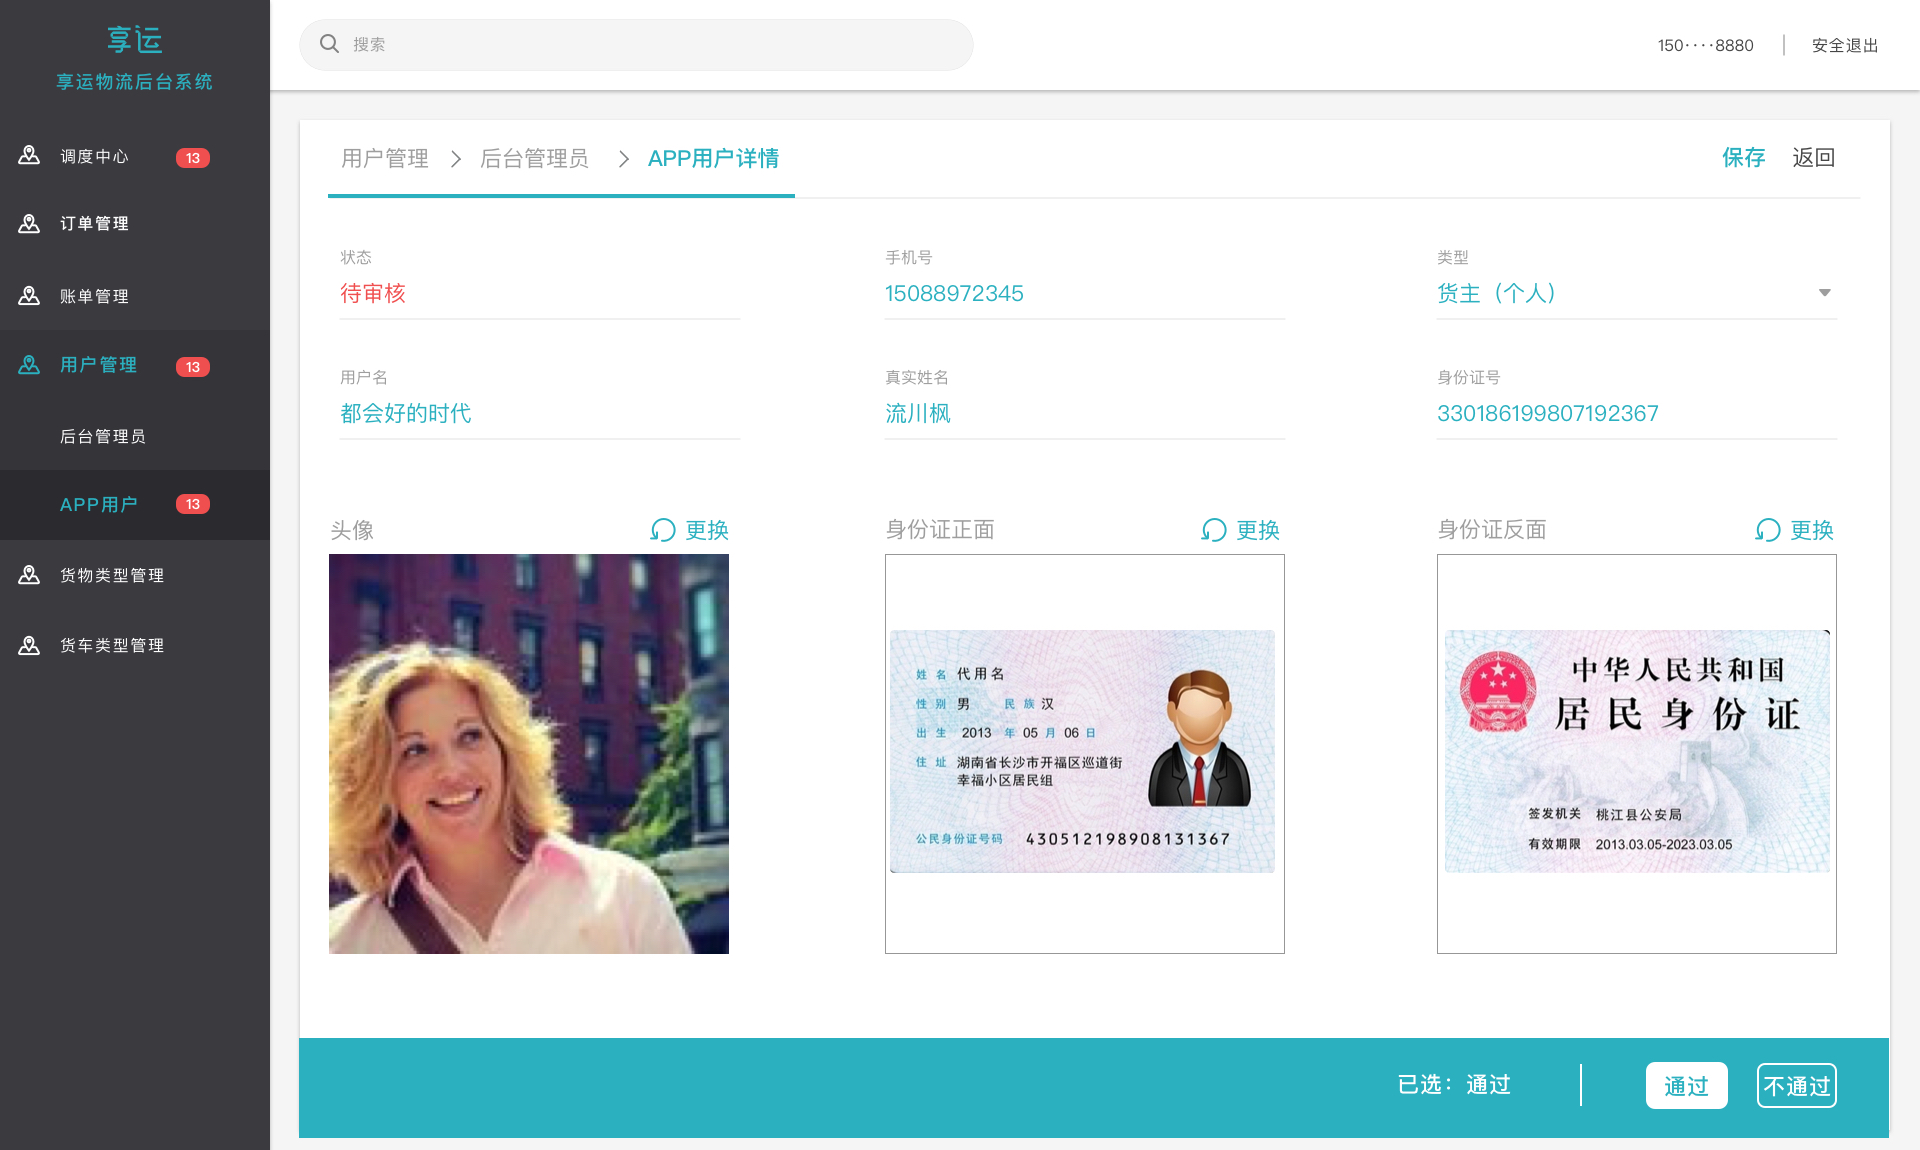 享运
享运物流后台系统
搜索
150····8880
安全退出
调度中心 13
订单管理
账单管理
用户管理 13
后台管理员
APP用户 13
货物类型管理
货车类型管理
用户管理
后台管理员
APP用户详情
保存
返回
状态
待审核
手机号
15088972345
类型
货主（个人）
用户名
都会好的时代
真实姓名
流川枫
身份证号
330186199807192367
头像
更换
身份证正面
更换
身份证反面
更换
姓 名 代用名
性 别 男 民 族 汉
出 生 2013 年 05 月 06 日
住 址 湖南省长沙市开福区巡道街
幸福小区居民组
公民身份证号码 430512198908131367
中华人民共和国
居民身份证
签发机关 桃江县公安局
有效期限 2013.03.05-2023.03.05
已选：通过
通过
不通过